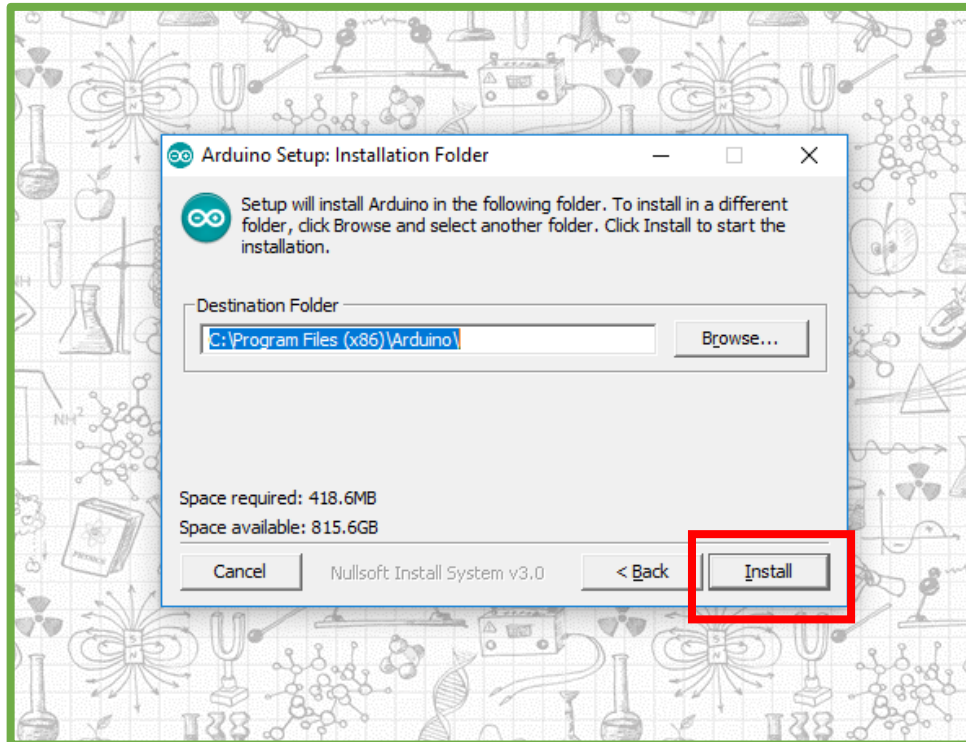 Arduino Setup: Installation Folder
Setup will install Arduino in the following folder. To install in a different
folder, click Browse and select another folder. Click Install to start the
installation.
Destination Folder
C:\Program Files (x86)\Arduino\
Browse...
Space required: 418.6MB
Space available: 815.6GB
Cancel
Nullsoft Install System v3.0
< Back
Install
NH²
PHYSICS